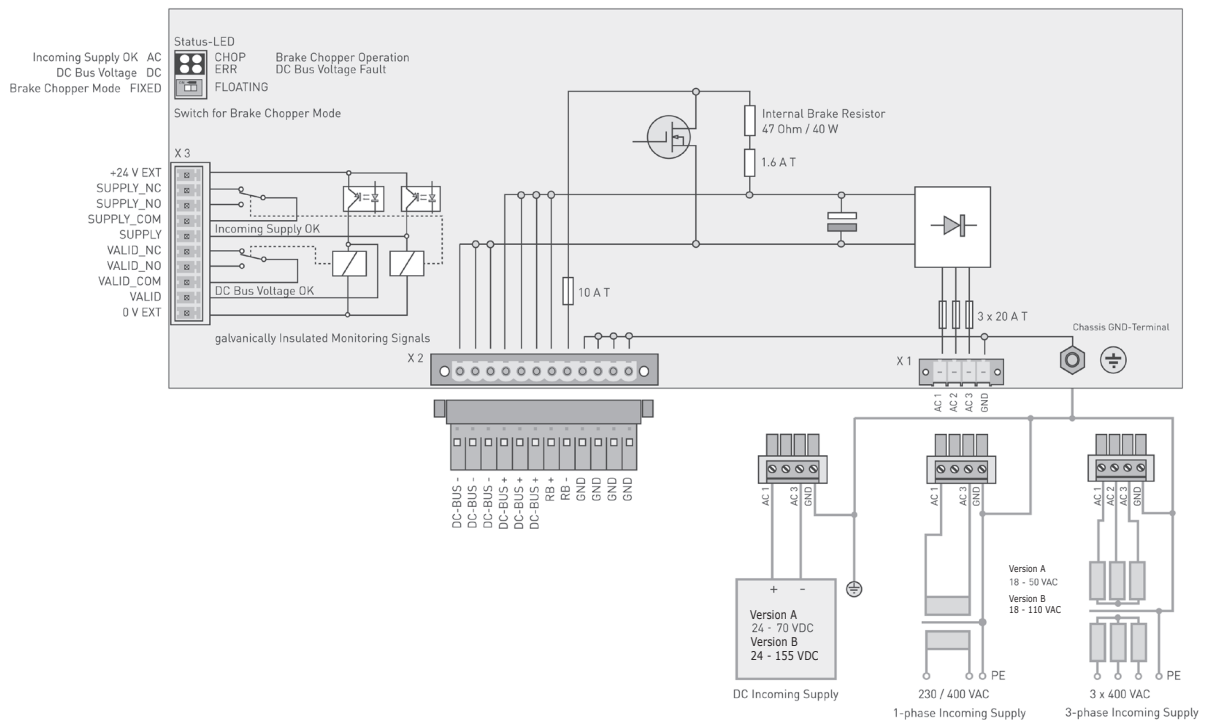 Status-LED
Incoming Supply OK AC
CHOP Brake Chopper Operation
DC Bus Voltage DC
ERR DC Bus Voltage Fault
Brake Chopper Mode FIXED
FLOATING
Switch for Brake Chopper Mode
X 3
+24 V EXT
SUPPLY_NC
SUPPLY_NO
SUPPLY_COM
SUPPLY
VALID_NC
VALID_NO
VALID_COM
VALID
0 V EXT
Incoming Supply OK
DC Bus Voltage OK
galvanically Insulated Monitoring Signals
Internal Brake Resistor
47 Ohm / 40 W
1.6 A T
10 A T
3 x 20 A T
Chassis GND-Terminal
X 2
X 1
AC 1
AC 2
AC 3
GND
DC-BUS -
DC-BUS -
DC-BUS -
DC-BUS +
DC-BUS +
DC-BUS +
RB +
RB -
GND
GND
GND
GND
AC 1
AC 3
GND
AC 1
AC 3
GND
AC 1
AC 2
AC 3
GND
+ -
Version A
24 - 70 VDC
Version B
24 - 155 VDC
DC Incoming Supply
Version A
18 - 50 VAC
Version B
18 - 110 VAC
PE
230 / 400 VAC
1-phase Incoming Supply
PE
3 x 400 VAC
3-phase Incoming Supply